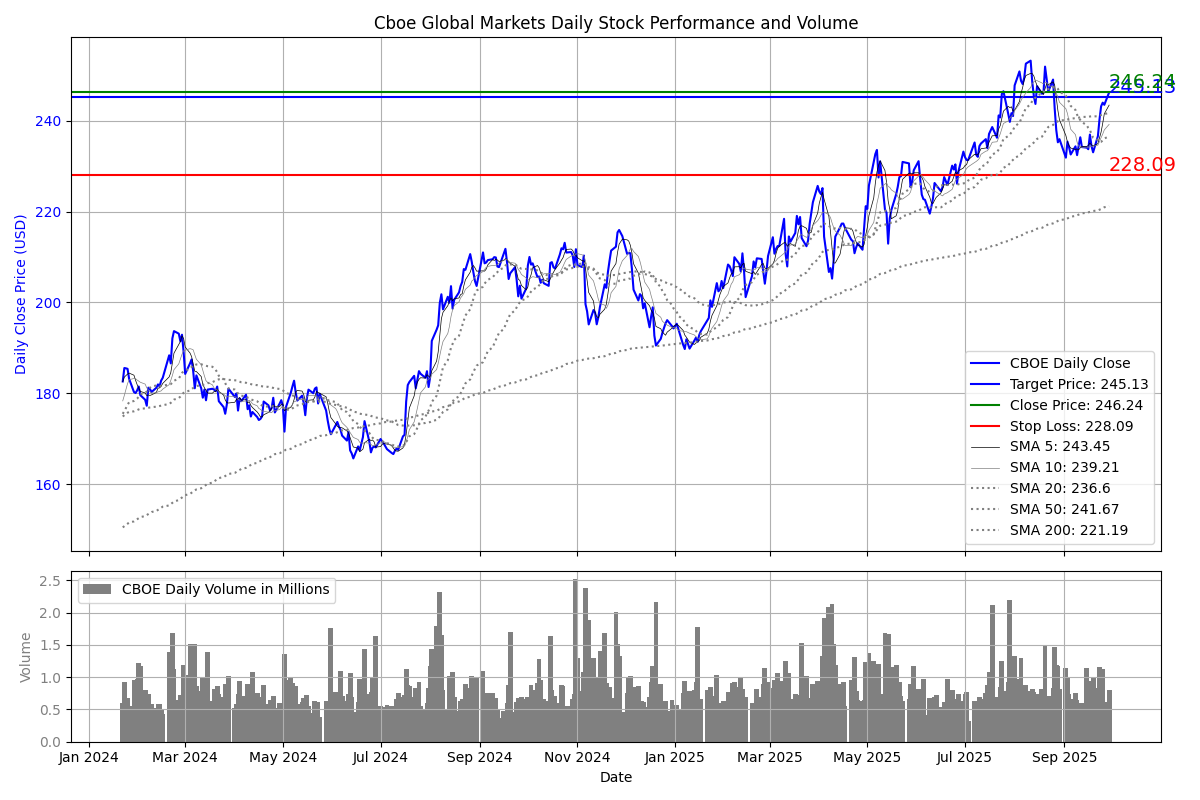 Cboe Global Markets Daily Stock Performance and Volume
Daily Close Price (USD)
240
220
200
180
160
246.24
245.13
228.09
CBOE Daily Close
Target Price: 245.13
Close Price: 246.24
Stop Loss: 228.09
SMA 5: 243.45
SMA 10: 239.21
SMA 20: 236.6
SMA 50: 241.67
SMA 200: 221.19
Volume
2.5
2.0
1.5
1.0
0.5
0.0
CBOE Daily Volume in Millions
Jan 2024
Mar 2024
May 2024
Jul 2024
Sep 2024
Nov 2024
Jan 2025
Mar 2025
May 2025
Jul 2025
Sep 2025
Date